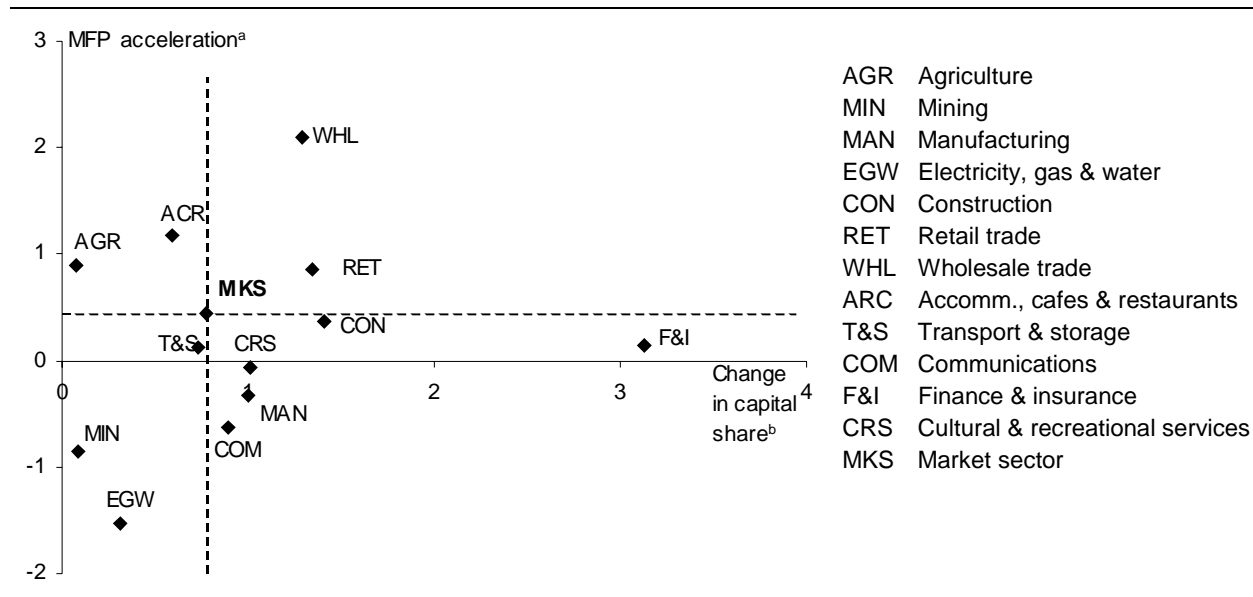 3 MFP accelerationᵃ
2
1
0
-1
-2
0 1 2 3 4
Change
in capital
shareᵇ
WHL
ACR
AGR
RET
MKS
CON
T&S
CRS
F&I
MAN
MIN
COM
EGW
AGR Agriculture
MIN Mining
MAN Manufacturing
EGW Electricity, gas & water
CON Construction
RET Retail trade
WHL Wholesale trade
ARC Accomm., cafes & restaurants
T&S Transport & storage
COM Communications
F&I Finance & insurance
CRS Cultural & recreational services
MKS Market sector